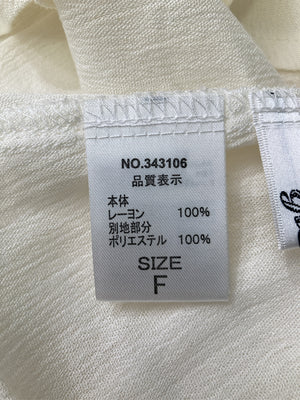 NO.343106
品質表示
本体
レーヨン 100%
別地部分
ポリエステル 100%
SIZE
F